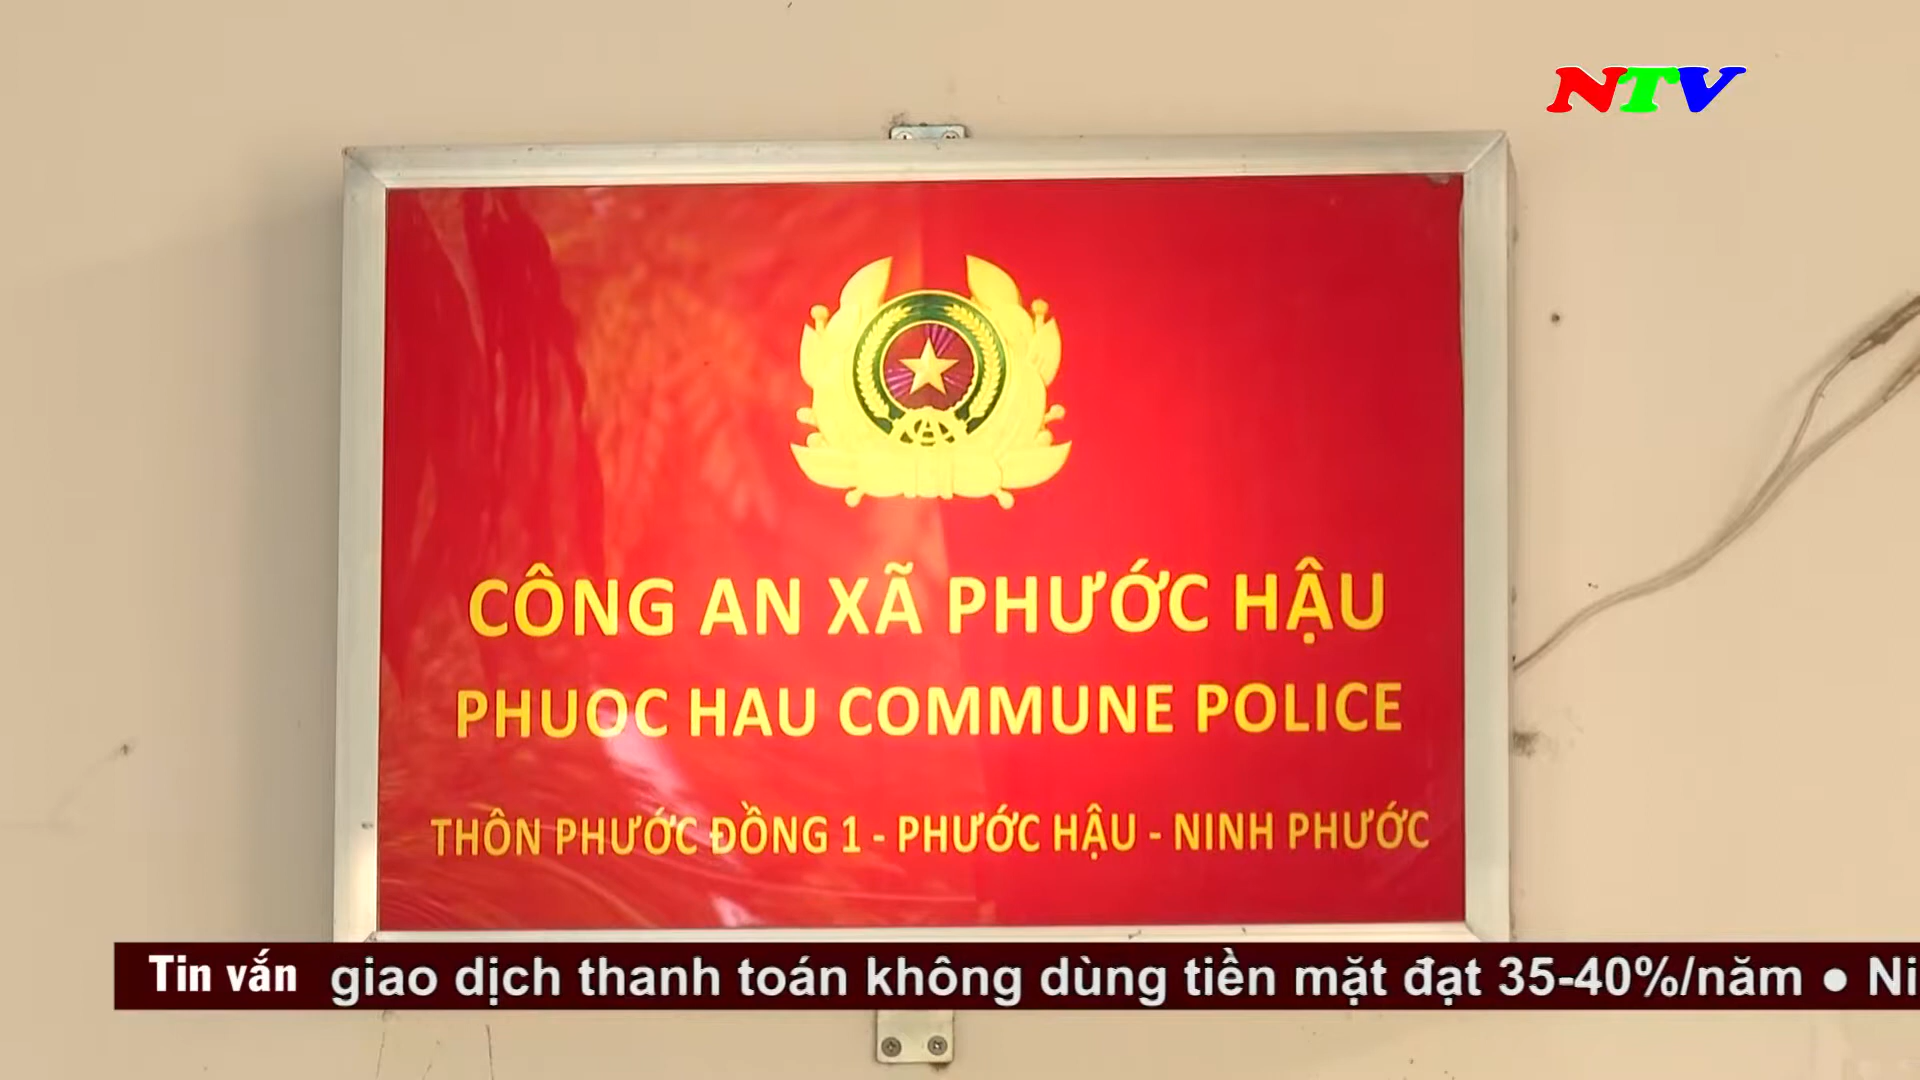 NTV
CÔNG AN XÃ PHƯỚC HẬU
PHUOC HAU COMMUNE POLICE
THÔN PHƯỚC ĐỒNG 1 - PHƯỚC HẬU - NINH PHƯỚC
Tin vắn giao dịch thanh toán không dùng tiền mặt đạt 35-40%/năm ● Ni